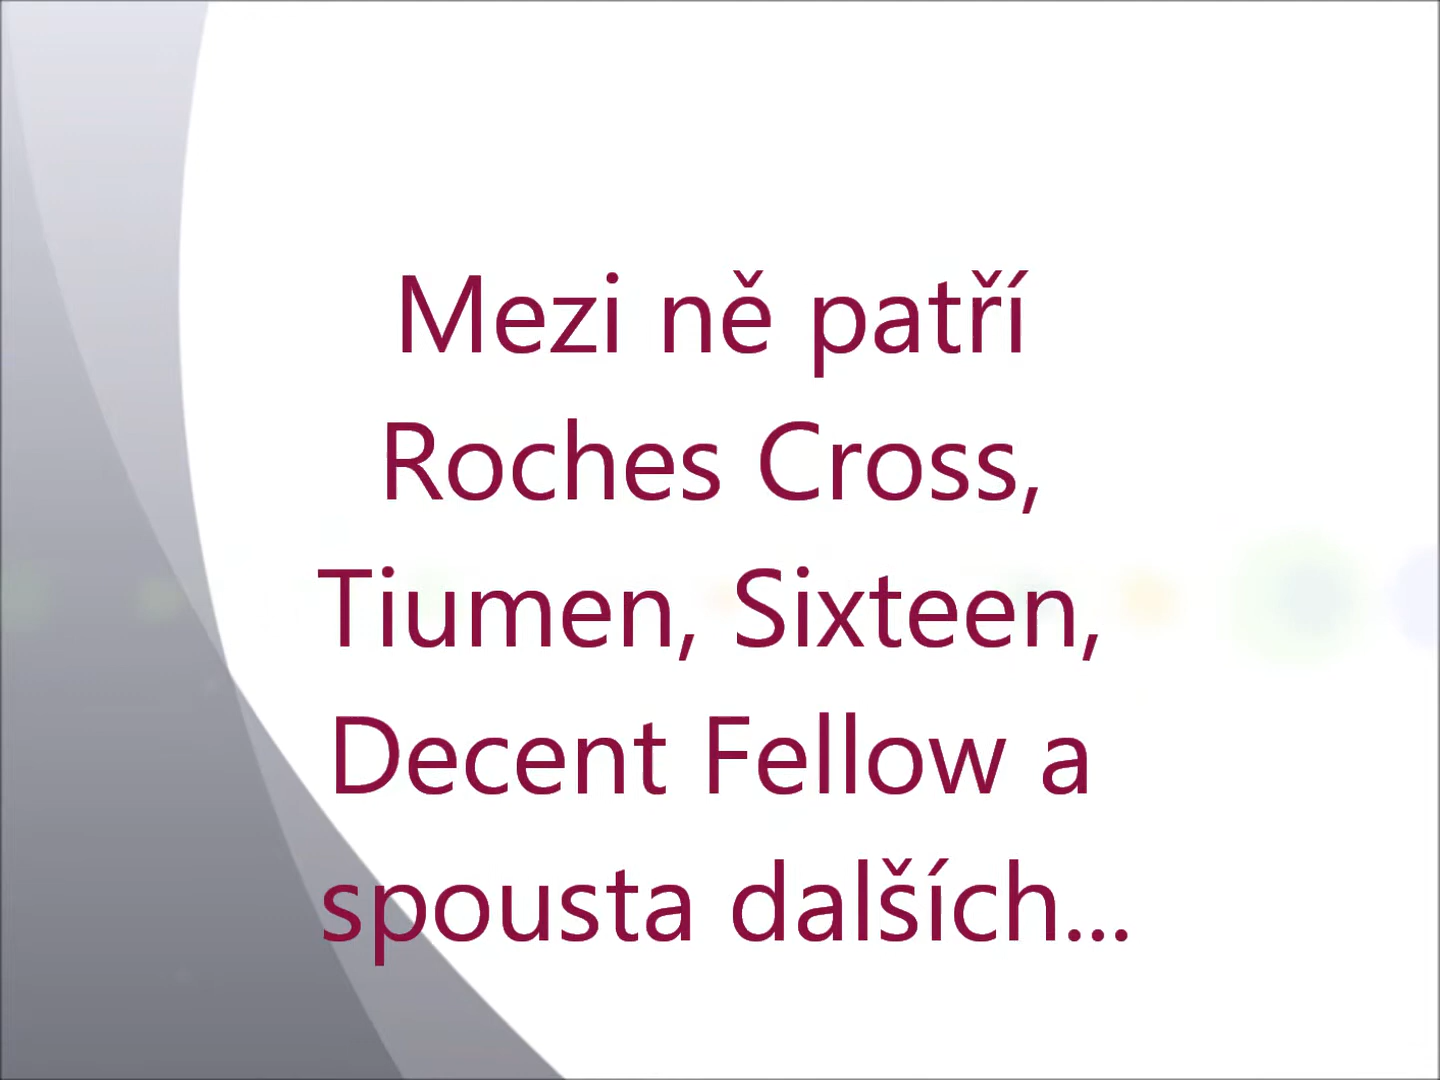 Mezi ně patří
Roches Cross,
Tiumen, Sixteen,
Decent Fellow a
spousta dalších...